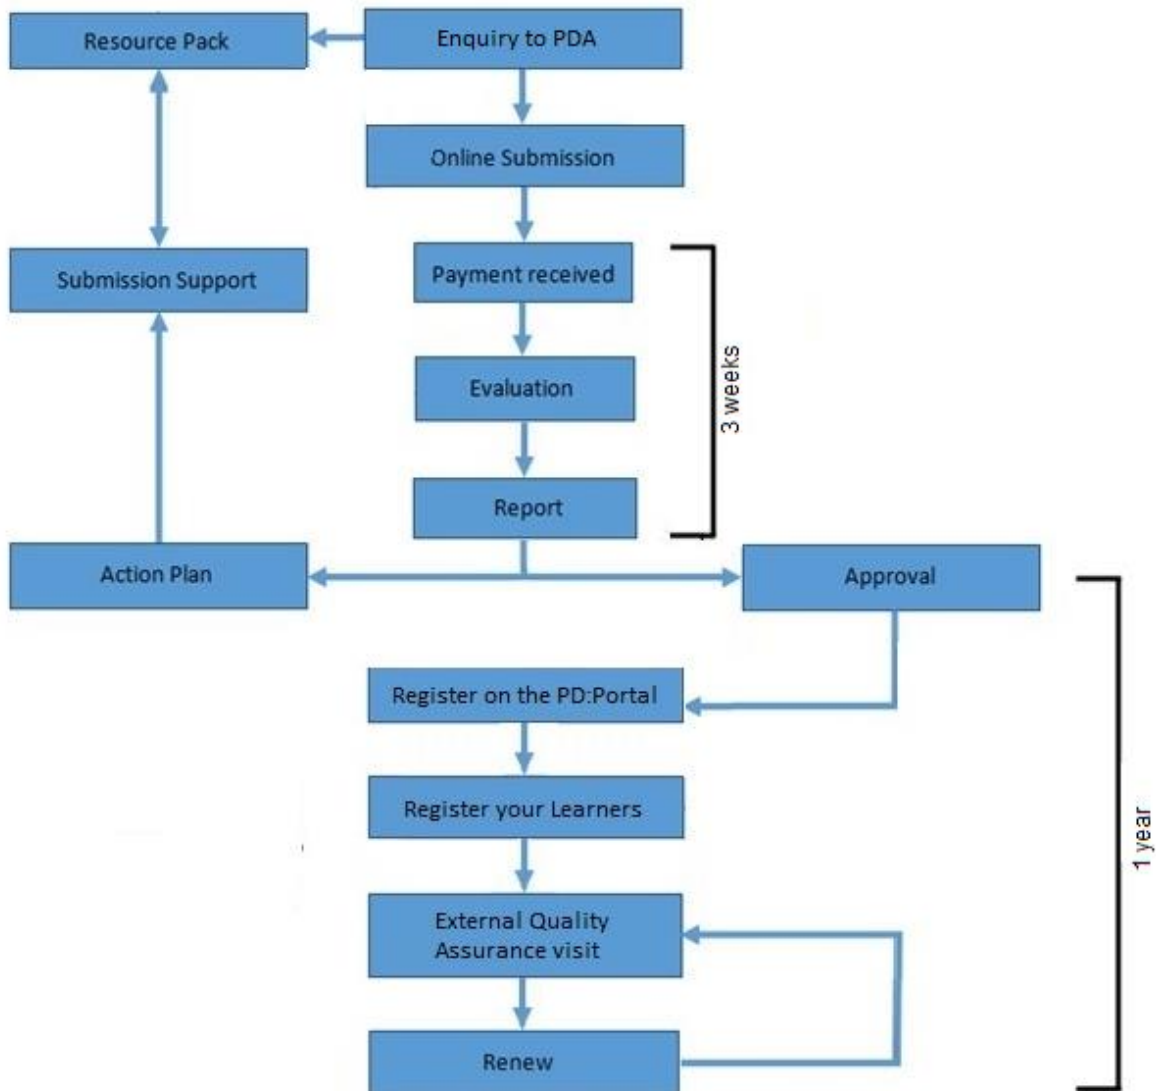 Resource Pack
Enquiry to PDA
Online Submission
Submission Support
Payment received
Evaluation
3 weeks
Report
Action Plan
Approval
Register on the PD:Portal
Register your Learners
1 year
External Quality
Assurance visit
Renew